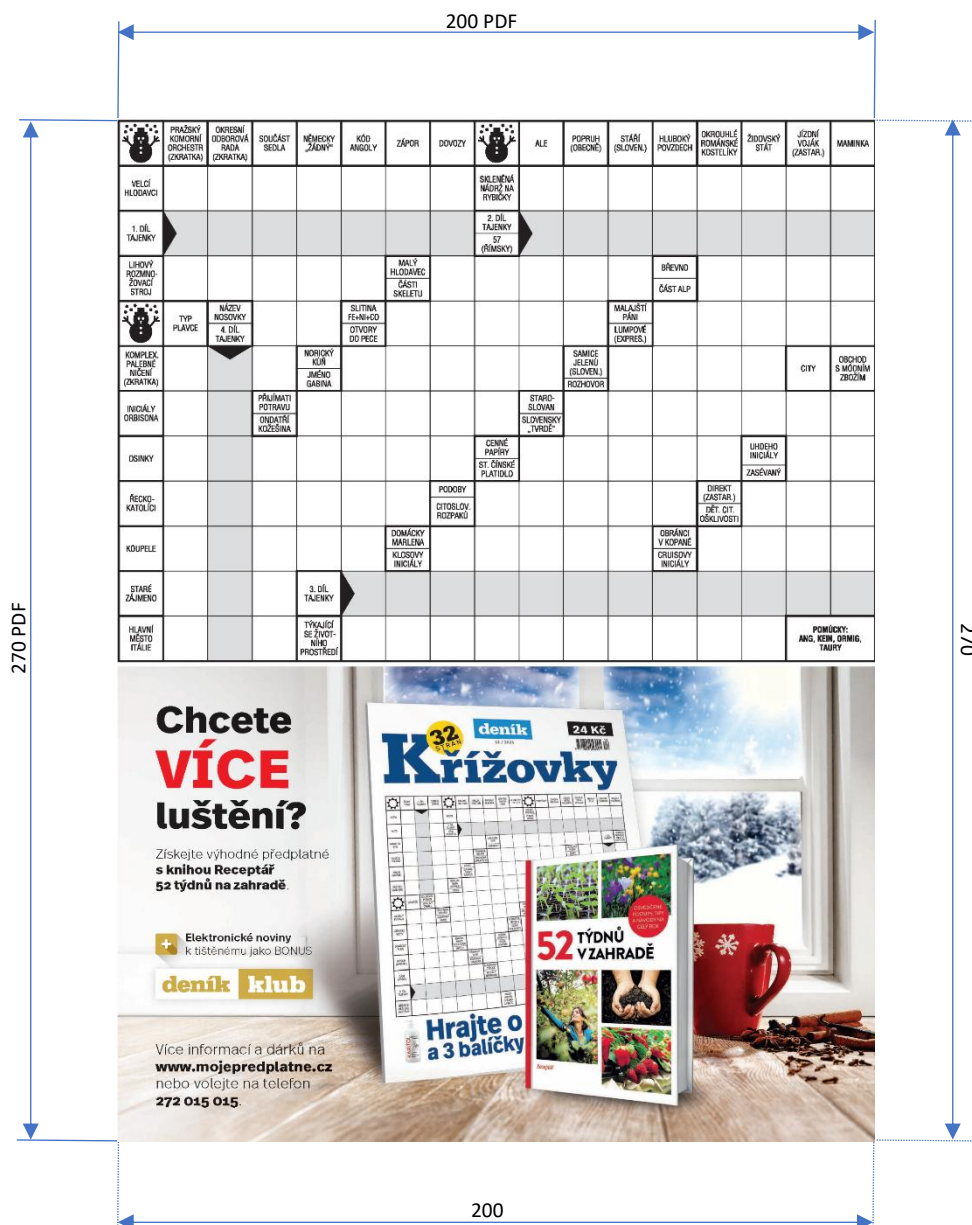 200 PDF
PRAŽSKÝ
KOMORNÍ
ORCHESTR
(ZKRATKA)
OKRESNÍ
ODBOROVÁ
RADA
(ZKRATKA)
SOUČÁST
SEDLA
NĚMECKY
„ŽÁDNÝ“
KÓD
ANGOLY
ZÁPOR
DOVOZY
ALE
POPRUH
(OBECNĚ)
STÁŘÍ
(SLOVEN.)
HLUBOKÝ
POVZDECH
OKROUHLÉ
ROMÁNSKÉ
KOSTELÍKY
ŽIDOVSKÝ
STÁT
JÍZDNÍ
VOJÁK
(ZASTAR.)
MAMINKA
VELCÍ
HLODAVCI
SKLENĚNÁ
NÁDRŽ NA
RYBIČKY
1. DÍL
TAJENKY
2. DÍL
TAJENKY
57
(ŘÍMSKY)
LIHOVÝ
ROZMNO-
ŽOVACÍ
STROJ
MALÝ
HLODAVEC
ČÁSTI
SKELETU
BŘEVNO
ČÁST ALP
TYP
PLAVCE
NÁZEV
NOSOVKY
4. DÍL
TAJENKY
SLITINA
FE+NI+CO
OTVORY
DO PECE
MALAJŠTÍ
PÁNI
LUMPOVÉ
(EXPRES.)
KOMPLEX.
PALEBNÉ
NIČENÍ
(ZKRATKA)
NORICKÝ
KŮŇ
JMÉNO
GABINA
SAMICE
JELENŮ
(SLOVEN.)
ROZHOVOR
CITY
OBCHOD
S MÓDNÍM
ZBOŽÍM
INICIÁLY
ORBISONA
PŘIJÍMATI
POTRAVU
ONDATŘÍ
KOŽEŠINA
STARO-
SLOVAN
SLOVENSKY
„TVRDĚ“
OSINKY
CENNÉ
PAPÍRY
ST. ČÍNSKÉ
PLATIDLO
UHDEHO
INICIÁLY
ZASÉVANÝ
ŘECKO-
KATOLÍCI
PODOBY
CITOSLOV.
ROZPAKŮ
DIREKT
(ZASTAR.)
DĚT. CIT.
OŠKLIVOSTI
KOUPELE
DOMÁCKY
MARLENA
KLOSOVY
INICIÁLY
OBRÁNCI
V KOPANÉ
CRUISOVY
INICIÁLY
STARÉ
ZÁJMENO
3. DÍL
TAJENKY
HLAVNÍ
MĚSTO
ITÁLIE
TÝKAJÍCÍ
SE ŽIVOT-
NÍHO
PROSTŘEDÍ
POMŮCKY:
ANG, KEIN, ORMIG,
TAURY
270 PDF
Chcete
VÍCE
luštění?
Získejte výhodné předplatné
s knihou Receptář
52 týdnů na zahradě.
+
Elektronické noviny
k tištěnému jako BONUS
deník klub
Více informací a dárků na
www.mojepredplatne.cz
nebo volejte na telefon
272 015 015.
32
STRAN
deník
24 Kč
Křížovky
Hrajte o
a 3 balíčky
52 TÝDNŮ
V ZAHRADĚ
200